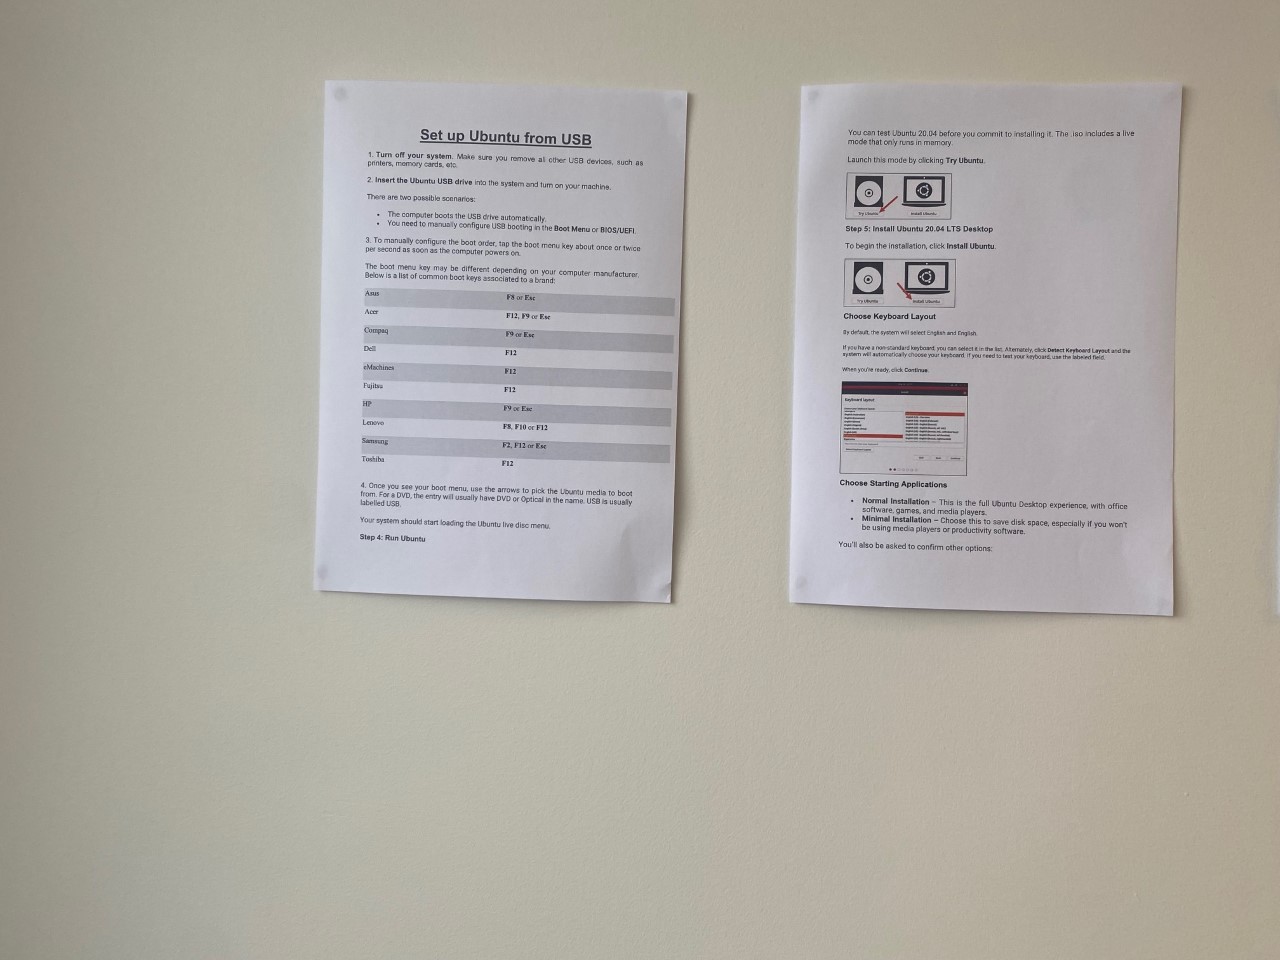 Set up Ubuntu from USB
1. Turn off your system. Make sure you remove all other USB devices, such as
printers, memory cards, etc.
2. Insert the Ubuntu USB drive into the system and turn on your machine.
There are two possible scenarios:
• The computer boots the USB drive automatically.
• You need to manually configure USB booting in the Boot Menu or BIOS/UEFI.
3. To manually configure the boot order, tap the boot menu key about once or twice
per second as soon as the computer powers on.
The boot menu key may be different depending on your computer manufacturer.
Below is a list of common boot keys associated to a brand:
Asus F8 or Esc
Acer F12, F9 or Esc
Compaq F9 or Esc
Dell F12
eMachines F12
Fujitsu F12
HP F9 or Esc
Lenovo F8, F10 or F12
Samsung F2, F12 or Esc
Toshiba F12
4. Once you see your boot menu, use the arrows to pick the Ubuntu media to boot
from. For a DVD, the entry will usually have DVD or Optical in the name. USB is usually
labelled USB.
Your system should start loading the Ubuntu live disc menu.
Step 4: Run Ubuntu
You can test Ubuntu 20.04 before you commit to installing it. The .iso includes a live
mode that only runs in memory.
Launch this mode by clicking Try Ubuntu.
Try Ubuntu Install Ubuntu
Step 5: Install Ubuntu 20.04 LTS Desktop
To begin the installation, click Install Ubuntu.
Try Ubuntu Install Ubuntu
Choose Keyboard Layout
By default, the system will select English and English.
If you have a non-standard keyboard, you can select it in the list. Alternately, click Detect Keyboard Layout and the
system will automatically choose your keyboard. If you need to test your keyboard, use the labeled field.
When you're ready, click Continue.
Keyboard layout
Choose Starting Applications
• Normal Installation – This is the full Ubuntu Desktop experience, with office
software, games, and media players.
• Minimal Installation – Choose this to save disk space, especially if you won't
be using media players or productivity software.
You'll also be asked to confirm other options: